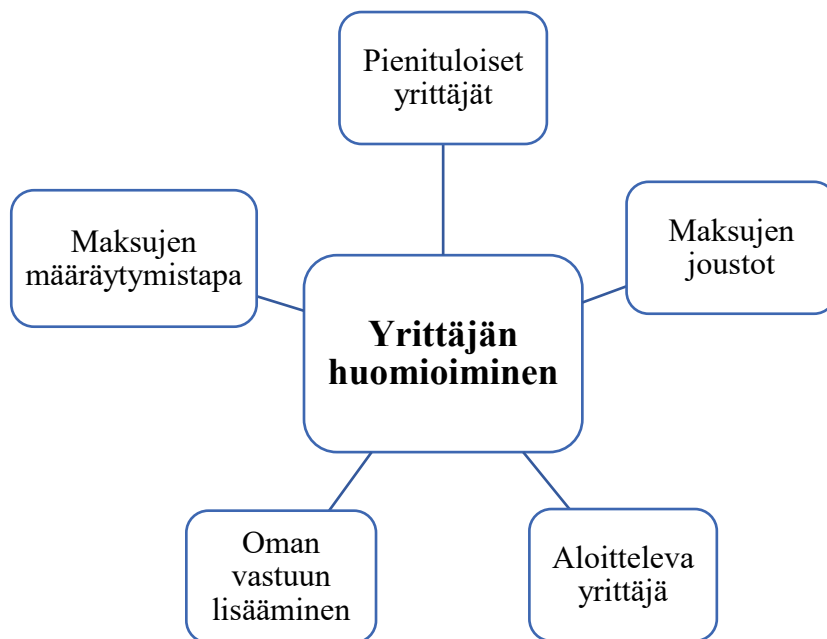 Pienituloiset
yrittäjät
Maksujen
määräytymistapa
Maksujen
joustot
Yrittäjän
huomioiminen
Oman
vastuun
lisääminen
Aloitteleva
yrittäjä